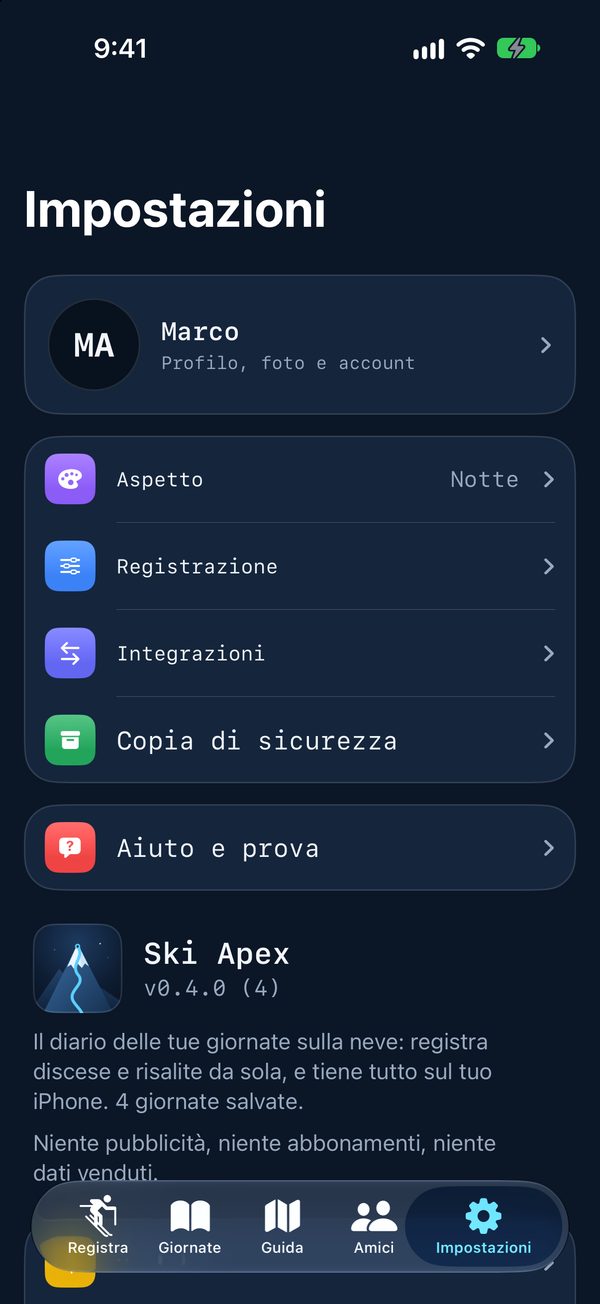 9:41
Impostazioni
MA
Marco
Profilo, foto e account
Aspetto
Notte
Registrazione
Integrazioni
Copia di sicurezza
?
Aiuto e prova
Ski Apex
v0.4.0 (4)
Il diario delle tue giornate sulla neve: registra
discese e risalite da sola, e tiene tutto sul tuo
iPhone. 4 giornate salvate.
Niente pubblicità, niente abbonamenti, niente
dati venduti.
Registra
Giornate
Guida
Amici
Impostazioni